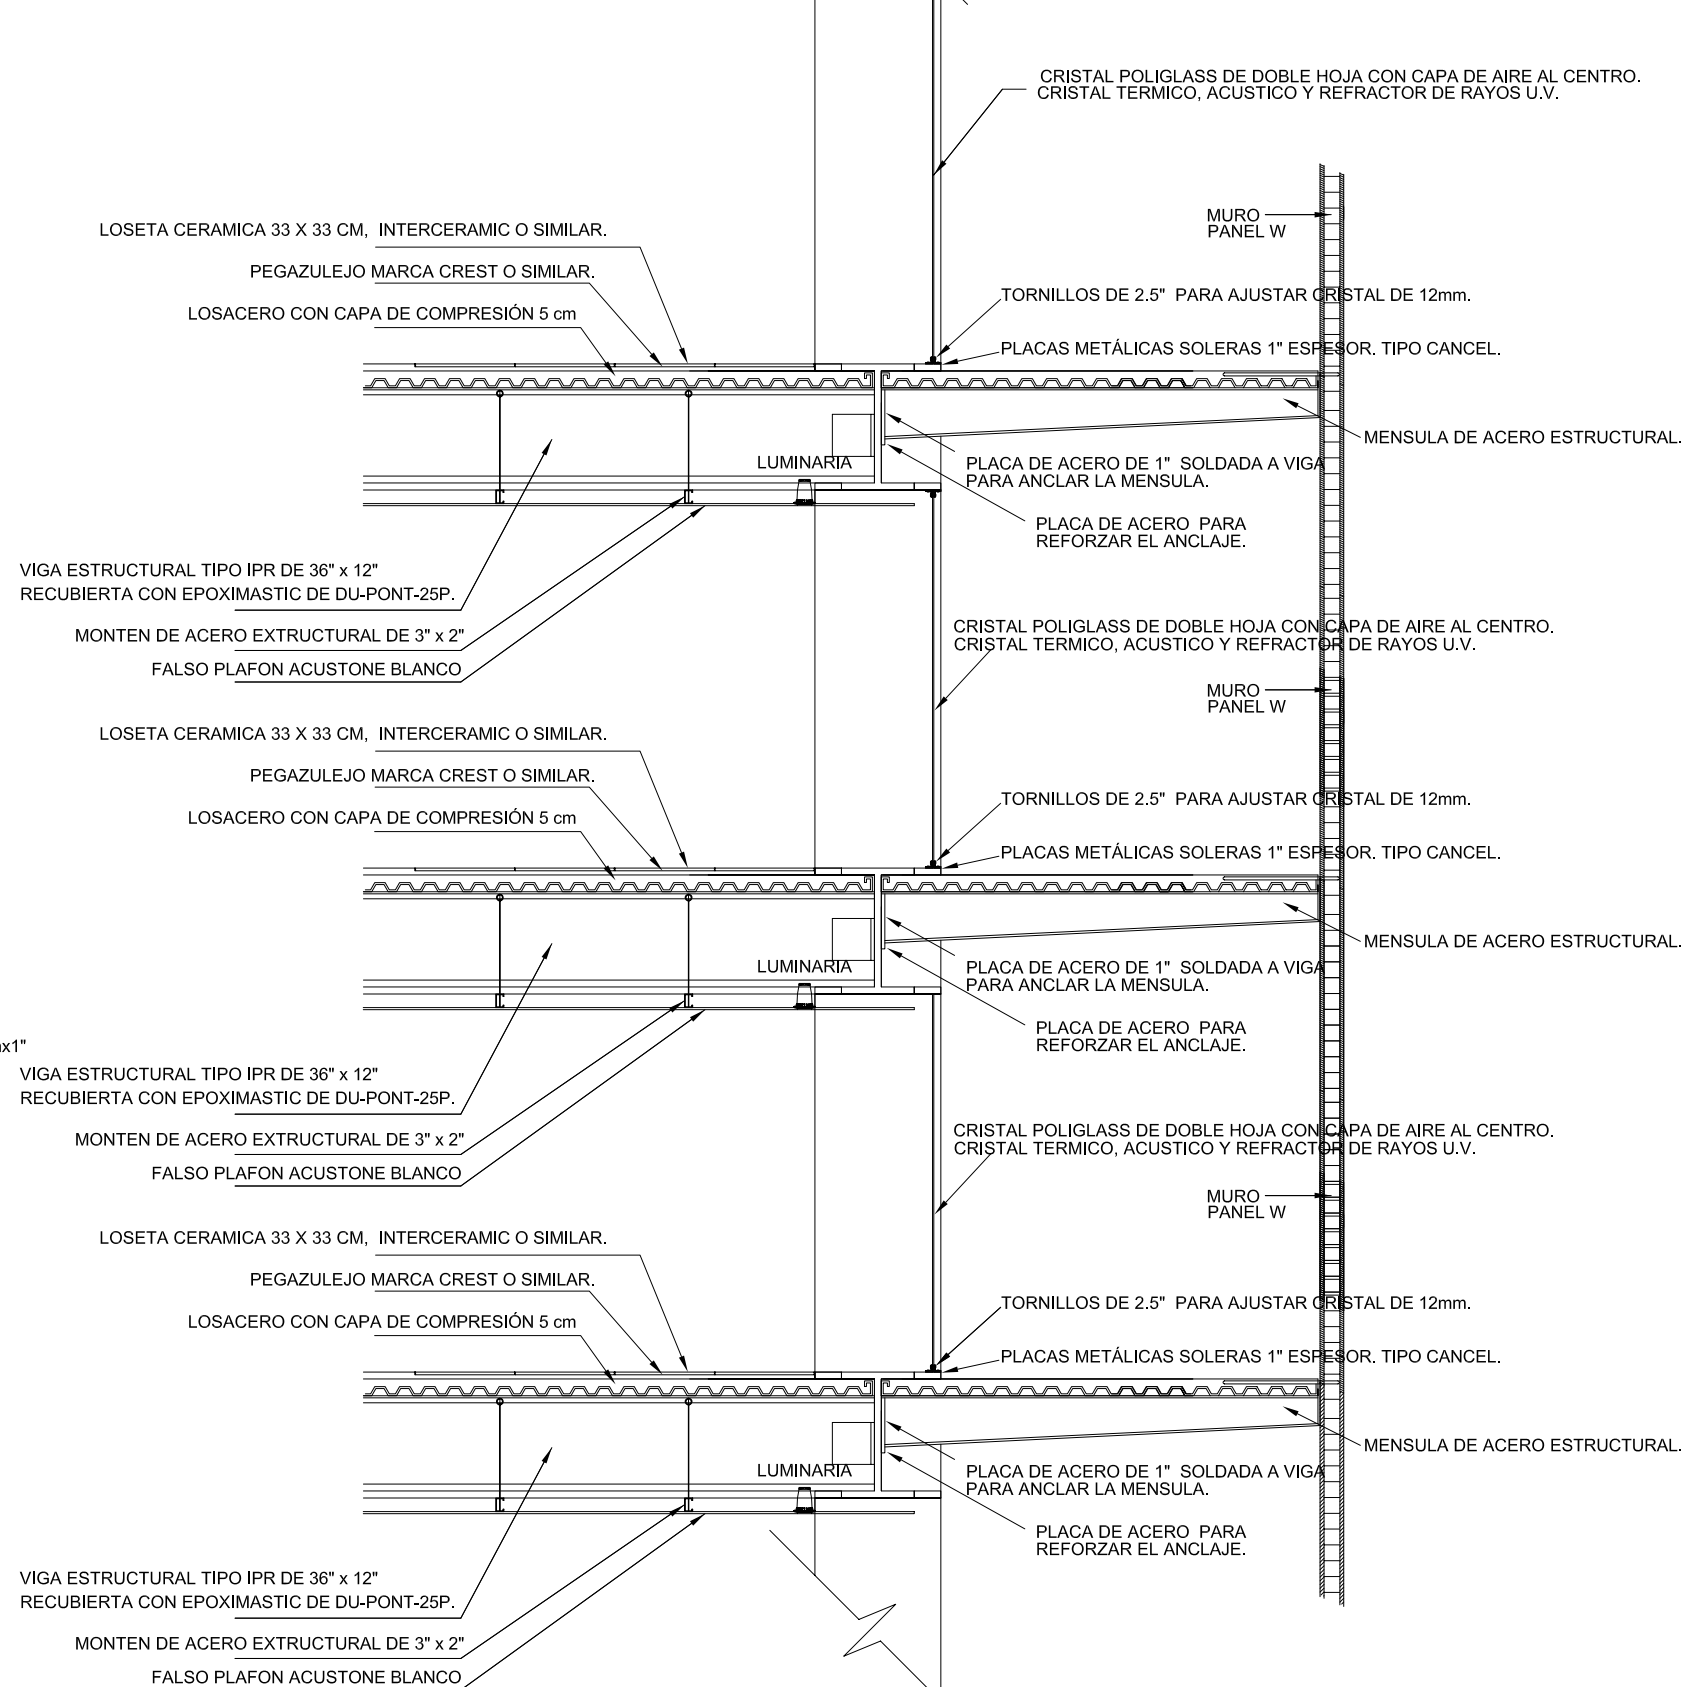 CRISTAL POLIGLASS DE DOBLE HOJA CON CAPA DE AIRE AL CENTRO.
CRISTAL TERMICO, ACUSTICO Y REFRACTOR DE RAYOS U.V.
MURO
PANEL W
LOSETA CERAMICA 33 X 33 CM, INTERCERAMIC O SIMILAR.
PEGAZULEJO MARCA CREST O SIMILAR.
LOSACERO CON CAPA DE COMPRESIÓN 5 cm
TORNILLOS DE 2.5" PARA AJUSTAR CRISTAL DE 12mm.
PLACAS METÁLICAS SOLERAS 1" ESPESOR. TIPO CANCEL.
MENSULA DE ACERO ESTRUCTURAL.
LUMINARIA
PLACA DE ACERO DE 1" SOLDADA A VIGA
PARA ANCLAR LA MENSULA.
PLACA DE ACERO PARA
REFORZAR EL ANCLAJE.
VIGA ESTRUCTURAL TIPO IPR DE 36" x 12"
RECUBIERTA CON EPOXIMASTIC DE DU-PONT-25P.
MONTEN DE ACERO EXTRUCTURAL DE 3" x 2"
FALSO PLAFON ACUSTONE BLANCO
CRISTAL POLIGLASS DE DOBLE HOJA CON CAPA DE AIRE AL CENTRO.
CRISTAL TERMICO, ACUSTICO Y REFRACTOR DE RAYOS U.V.
MURO
PANEL W
LOSETA CERAMICA 33 X 33 CM, INTERCERAMIC O SIMILAR.
PEGAZULEJO MARCA CREST O SIMILAR.
LOSACERO CON CAPA DE COMPRESIÓN 5 cm
TORNILLOS DE 2.5" PARA AJUSTAR CRISTAL DE 12mm.
PLACAS METÁLICAS SOLERAS 1" ESPESOR. TIPO CANCEL.
MENSULA DE ACERO ESTRUCTURAL.
LUMINARIA
PLACA DE ACERO DE 1" SOLDADA A VIGA
PARA ANCLAR LA MENSULA.
PLACA DE ACERO PARA
REFORZAR EL ANCLAJE.
x1"
VIGA ESTRUCTURAL TIPO IPR DE 36" x 12"
RECUBIERTA CON EPOXIMASTIC DE DU-PONT-25P.
MONTEN DE ACERO EXTRUCTURAL DE 3" x 2"
FALSO PLAFON ACUSTONE BLANCO
CRISTAL POLIGLASS DE DOBLE HOJA CON CAPA DE AIRE AL CENTRO.
CRISTAL TERMICO, ACUSTICO Y REFRACTOR DE RAYOS U.V.
MURO
PANEL W
LOSETA CERAMICA 33 X 33 CM, INTERCERAMIC O SIMILAR.
PEGAZULEJO MARCA CREST O SIMILAR.
LOSACERO CON CAPA DE COMPRESIÓN 5 cm
TORNILLOS DE 2.5" PARA AJUSTAR CRISTAL DE 12mm.
PLACAS METÁLICAS SOLERAS 1" ESPESOR. TIPO CANCEL.
MENSULA DE ACERO ESTRUCTURAL.
LUMINARIA
PLACA DE ACERO DE 1" SOLDADA A VIGA
PARA ANCLAR LA MENSULA.
PLACA DE ACERO PARA
REFORZAR EL ANCLAJE.
VIGA ESTRUCTURAL TIPO IPR DE 36" x 12"
RECUBIERTA CON EPOXIMASTIC DE DU-PONT-25P.
MONTEN DE ACERO EXTRUCTURAL DE 3" x 2"
FALSO PLAFON ACUSTONE BLANCO